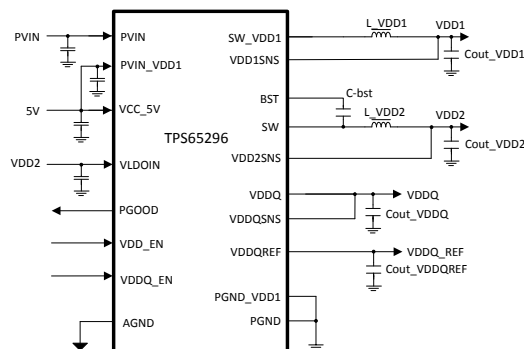 PVIN
PVIN
PVIN_VDD1
5V
VCC_5V
TPS65296
VDD2
VLDOIN
PGOOD
VDD_EN
VDDQ_EN
AGND
SW_VDD1
L_VDD1
VDD1
VDD1SNS
Cout_VDD1
BST
C-bst
SW
L_VDD2
VDD2
VDD2SNS
Cout_VDD2
VDDQ
VDDQ
VDDQSNS
Cout_VDDQ
VDDQREF
VDDQ_REF
Cout_VDDQREF
PGND_VDD1
PGND